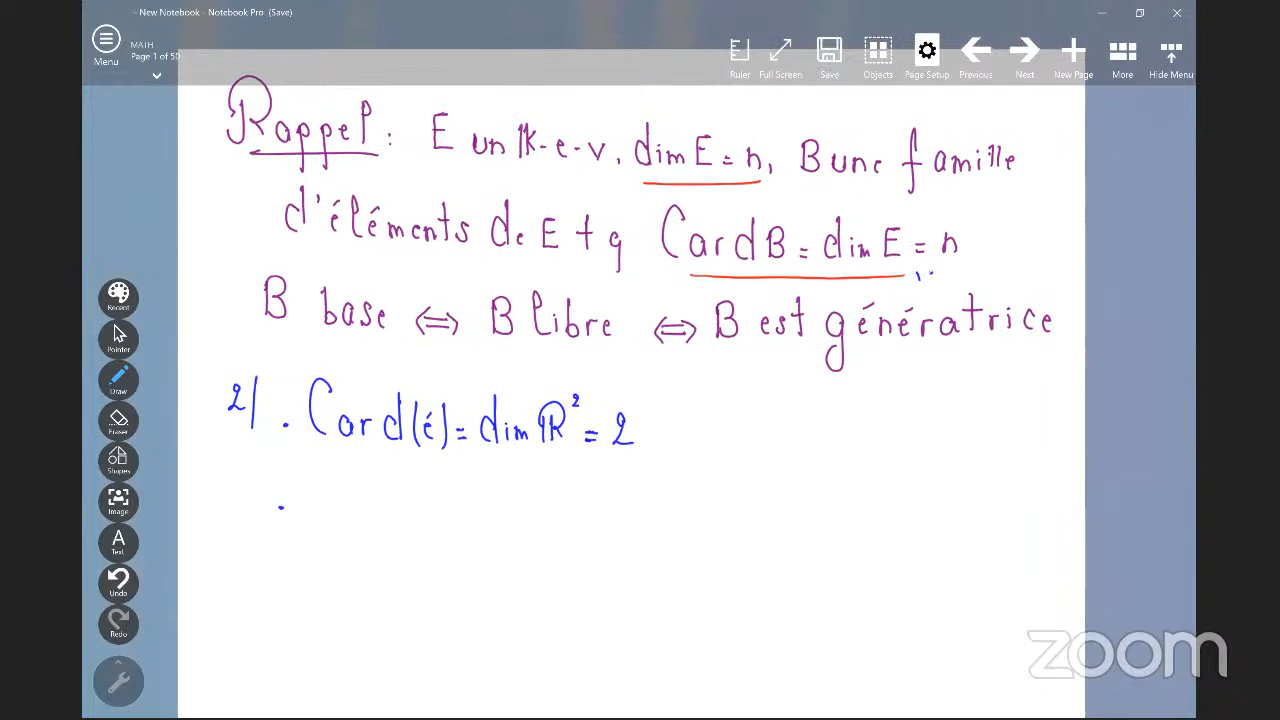 - New Notebook - Notebook Pro (Save)
Menu
MATH
Page 1 of 50
Ruler
Full Screen
Save
Objects
Page Setup
Previous
Next
New Page
More
Hide Menu
Rappel : E un K-e-v, dim E = n, B une famille
d'éléments de E tq Card B = dim E = n
B base ⇔ B libre ⇔ B est génératrice
2/ . Card(é) = dim ℝ² = 2
.
Recent
Pointer
Draw
Eraser
Shapes
Image
A
Text
Undo
Redo
zoom